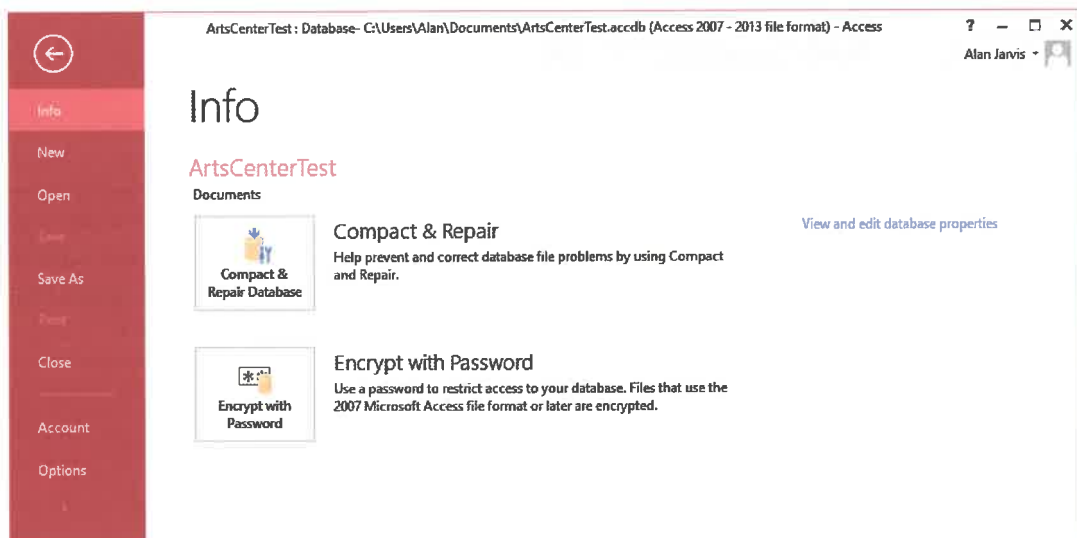 ArtsCenterTest : Database- C:\Users\Alan\Documents\ArtsCenterTest.accdb (Access 2007 - 2013 file format) - Access
?
Alan Jarvis
Info
New
Open
Save
Save As
Print
Close
Account
Options
Info
ArtsCenterTest
Documents
Compact &
Repair Database
Compact & Repair
Help prevent and correct database file problems by using Compact
and Repair.
View and edit database properties
Encrypt with
Password
Encrypt with Password
Use a password to restrict access to your database. Files that use the
2007 Microsoft Access file format or later are encrypted.